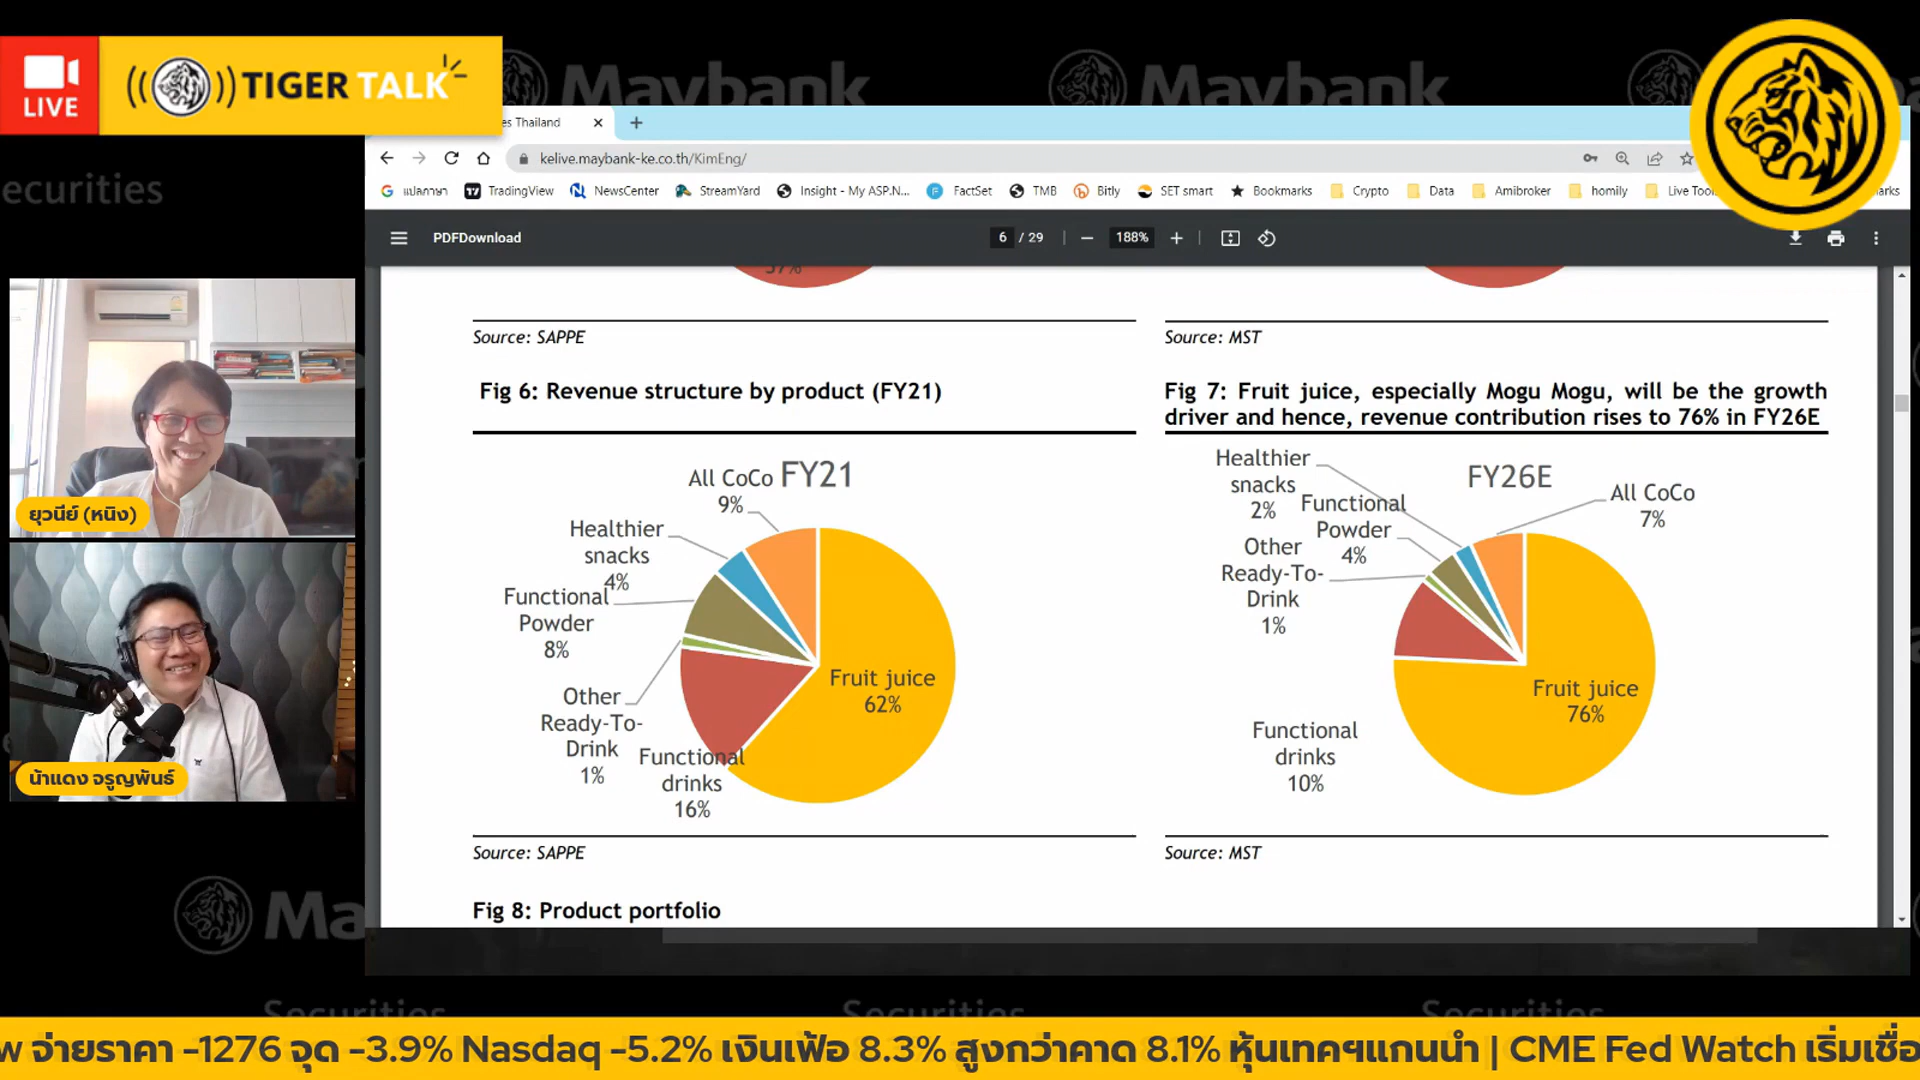 LIVE
TIGER TALK
Maybank
Maybank
ecurities
es Thailand
kelive.maybank-ke.co.th/KimEng/
แปลภาษา TradingView NewsCenter StreamYard Insight - My ASP.N... FactSet TMB Bitly SET smart Bookmarks Crypto Data Amibroker homily Live Tool arks
PDFDownload
6 / 29
188%
37%
Source: SAPPE
Source: MST
Fig 6: Revenue structure by product (FY21)
Fig 7: Fruit juice, especially Mogu Mogu, will be the growth
driver and hence, revenue contribution rises to 76% in FY26E
FY21
All CoCo
9%
Healthier
snacks
4%
Functional
Powder
8%
Other
Ready-To-
Drink
1%
Functional
drinks
16%
Fruit juice
62%
FY26E
Healthier
snacks
2%
Functional
Powder
4%
Other
Ready-To-
Drink
1%
All CoCo
7%
Functional
drinks
10%
Fruit juice
76%
Source: SAPPE
Source: MST
Fig 8: Product portfolio
ยุวนีย์ (หนิง)
น้าแดง จรูญพันธ์
Ma
Securities
Securities
Securities
w จ่ายราคา -1276 จุด -3.9% Nasdaq -5.2% เงินเฟ้อ 8.3% สูงกว่าคาด 8.1% หุ้นเทคฯแกนนำ | CME Fed Watch เริ่มเชื่อ